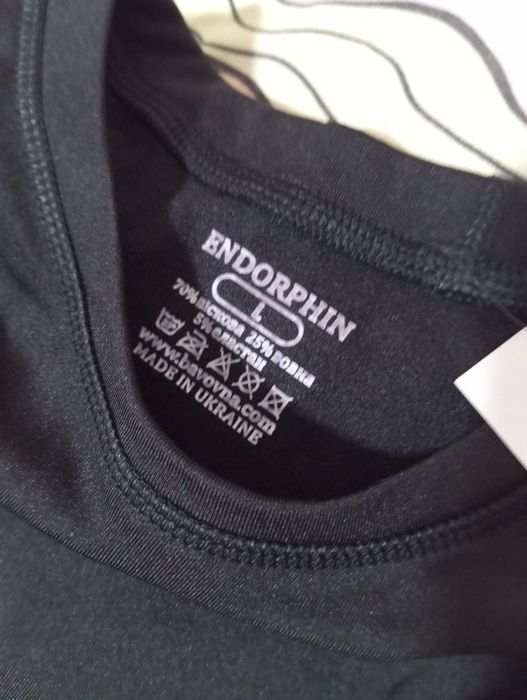 ENDORPHIN
L
70% віскоза 25% вовна
5% еластан
www.bavovna.com
MADE IN UKRAINE